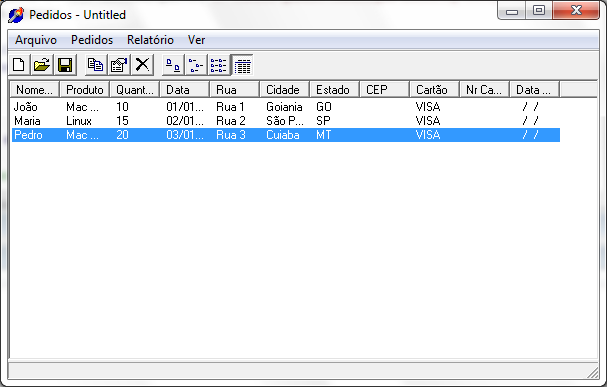 Pedidos - Untitled
Arquivo Pedidos Relatório Ver
Nome... Produto Quant... Data Rua Cidade Estado CEP Cartão Nr Ca... Data ...
João Mac ... 10 01/01... Rua 1 Goiania GO VISA / /
Maria Linux 15 02/01... Rua 2 São P... SP VISA / /
Pedro Mac ... 20 03/01... Rua 3 Cuiaba MT VISA / /